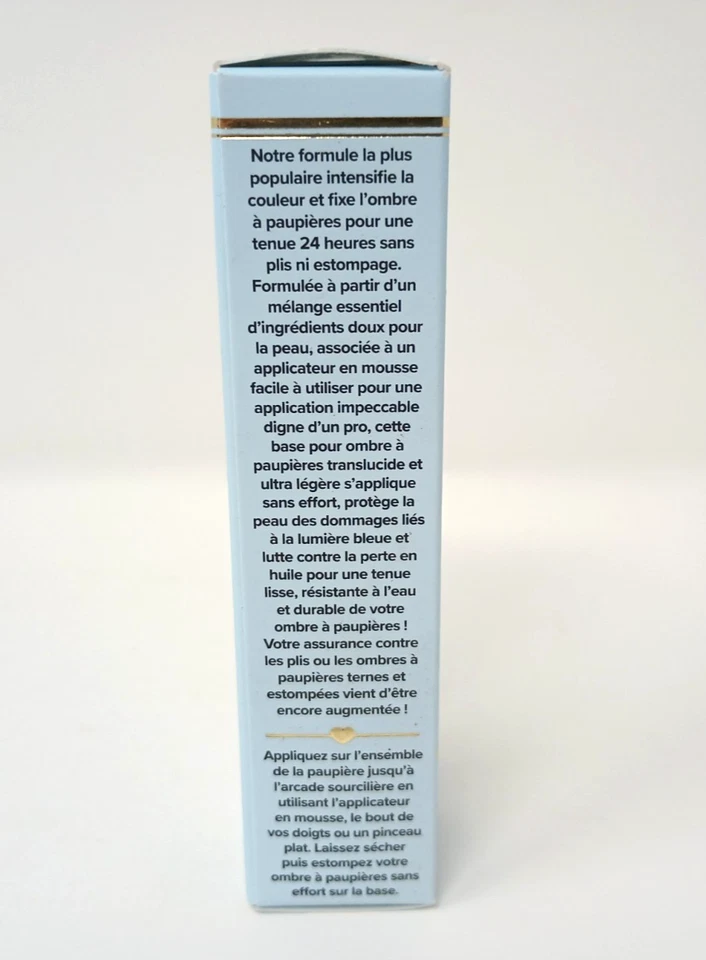 Notre formule la plus
populaire intensifie la
couleur et fixe l'ombre
à paupières pour une
tenue 24 heures sans
plis ni estompage.
Formulée à partir d'un
mélange essentiel
d'ingrédients doux pour
la peau, associée à un
applicateur en mousse
facile à utiliser pour une
application impeccable
digne d'un pro, cette
base pour ombre à
paupières translucide et
ultra légère s'applique
sans effort, protège la
peau des dommages liés
à la lumière bleue et
lutte contre la perte en
huile pour une tenue
lisse, résistante à l'eau
et durable de votre
ombre à paupières !
Votre assurance contre
les plis ou les ombres à
paupières ternes et
estompées vient d'être
encore augmentée !
Appliquez sur l'ensemble
de la paupière jusqu'à
l'arcade sourcilière en
utilisant l'applicateur
en mousse, le bout de
vos doigts ou un pinceau
plat. Laissez sécher
puis estompez votre
ombre à paupières sans
effort sur la base.